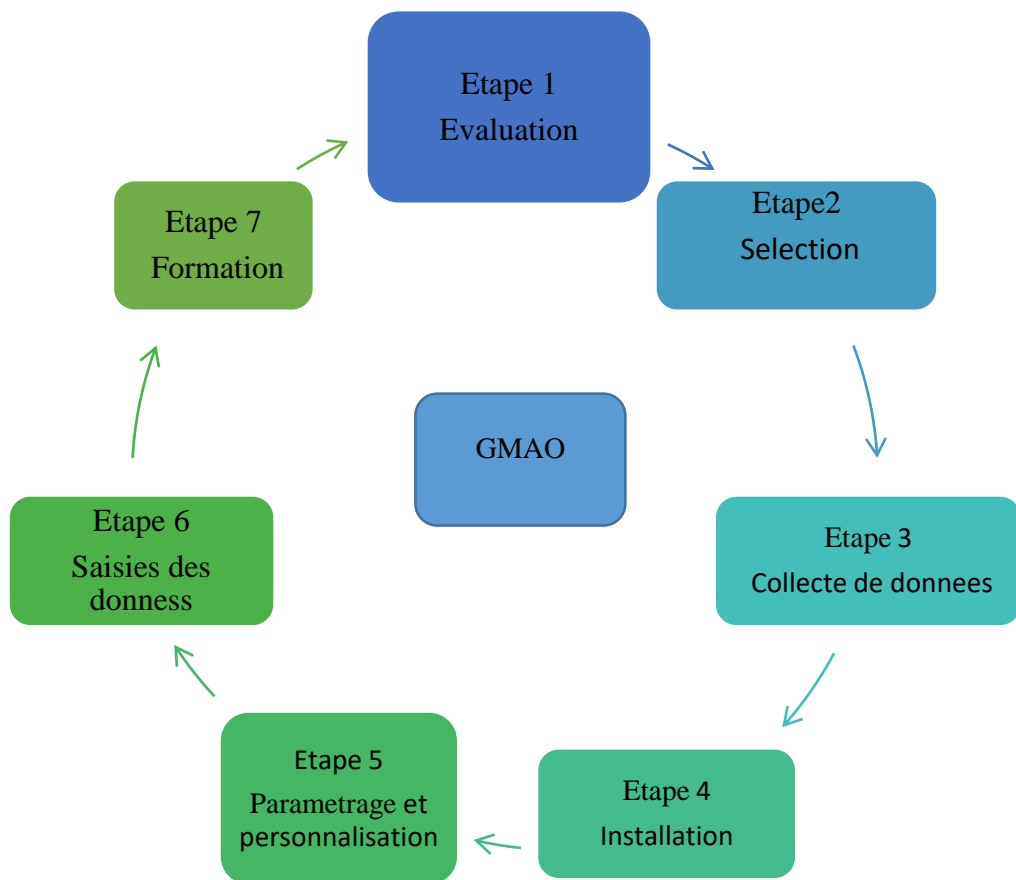 Etape 1
Evaluation
Etape2
Selection
Etape 3
Collecte de donnees
Etape 4
Installation
Etape 5
Parametrage et
personnalisation
Etape 6
Saisies des
donness
Etape 7
Formation
GMAO